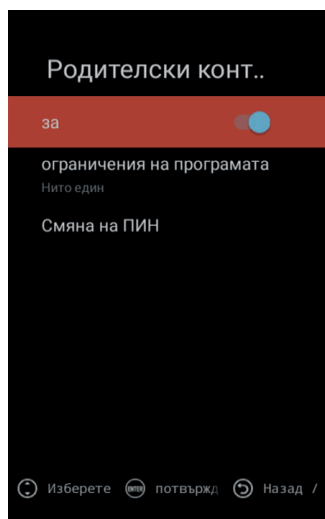 Родителски конт..
за
ограничения на програмата
Нито един
Смяна на ПИН
Изберете ENTER потвържд Назад /